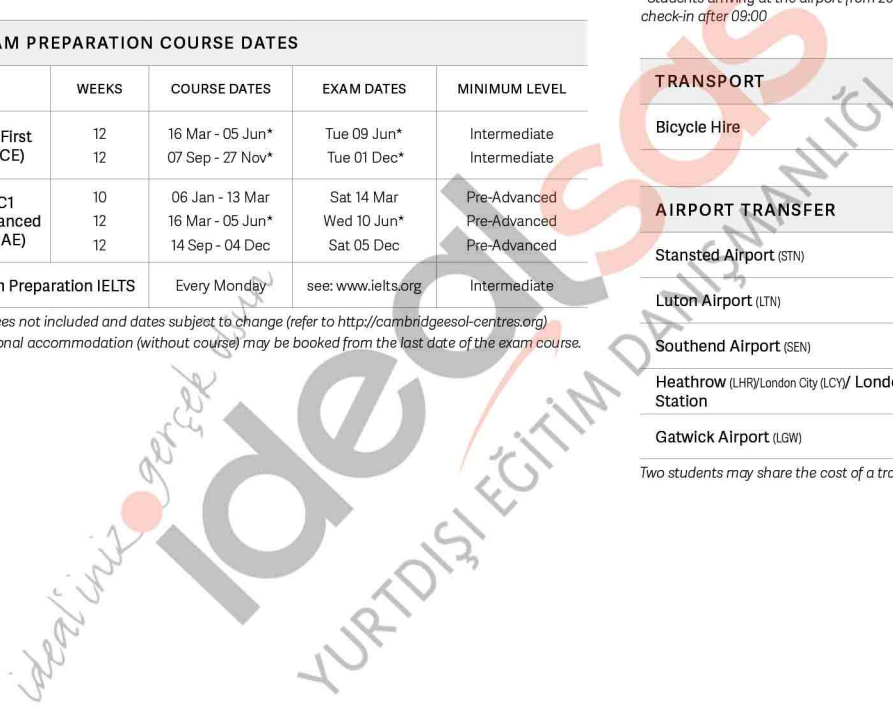 AM PREPARATION COURSE DATES
WEEKS COURSE DATES EXAM DATES MINIMUM LEVEL
First
CE)
12 16 Mar - 05 Jun* Tue 09 Jun* Intermediate
12 07 Sep - 27 Nov* Tue 01 Dec* Intermediate
C1
anced
AE)
10 06 Jan - 13 Mar Sat 14 Mar Pre-Advanced
12 16 Mar - 05 Jun* Wed 10 Jun* Pre-Advanced
12 14 Sep - 04 Dec Sat 05 Dec Pre-Advanced
n Preparation IELTS Every Monday see: www.ielts.org Intermediate
ees not included and dates subject to change (refer to http://cambridgeesol-centres.org)
onal accommodation (without course) may be booked from the last date of the exam course.
check-in after 09:00
TRANSPORT
Bicycle Hire
AIRPORT TRANSFER
Stansted Airport (STN)
Luton Airport (LTN)
Southend Airport (SEN)
Heathrow (LHR)/London City (LCY)/ Londo
Station
Gatwick Airport (LGW)
Two students may share the cost of a tra
ideal'iniz gerçek olsun
idealsas
YURTDIŞI EĞİTİM DANIŞMANLIĞI